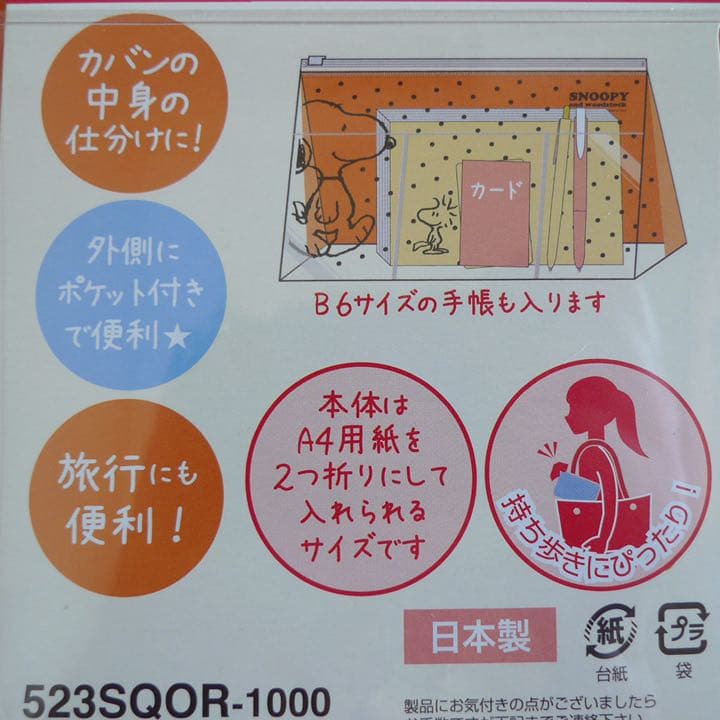 カバンの
中身の
仕分けに!
SNOOPY
and woodstock
カード
B6サイズの手帳も入ります
外側に
ポケット付き
で便利★
旅行にも
便利！
本体は
A4用紙を
2つ折りにして
入れられる
サイズです
持ち歩きにぴったり！
日本製
紙
台紙
プラ
袋
523SQOR-1000
製品にお気付きの点がございましたら